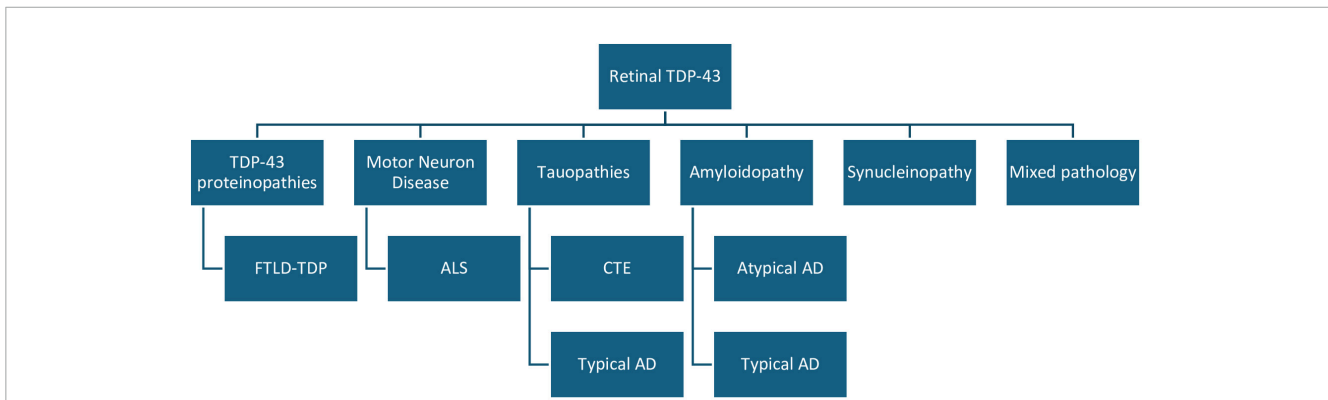 Retinal TDP-43
TDP-43
proteinopathies
Motor Neuron
Disease
Tauopathies
Amyloidopathy
Synucleinopathy
Mixed pathology
FTLD-TDP
ALS
CTE
Atypical AD
Typical AD
Typical AD